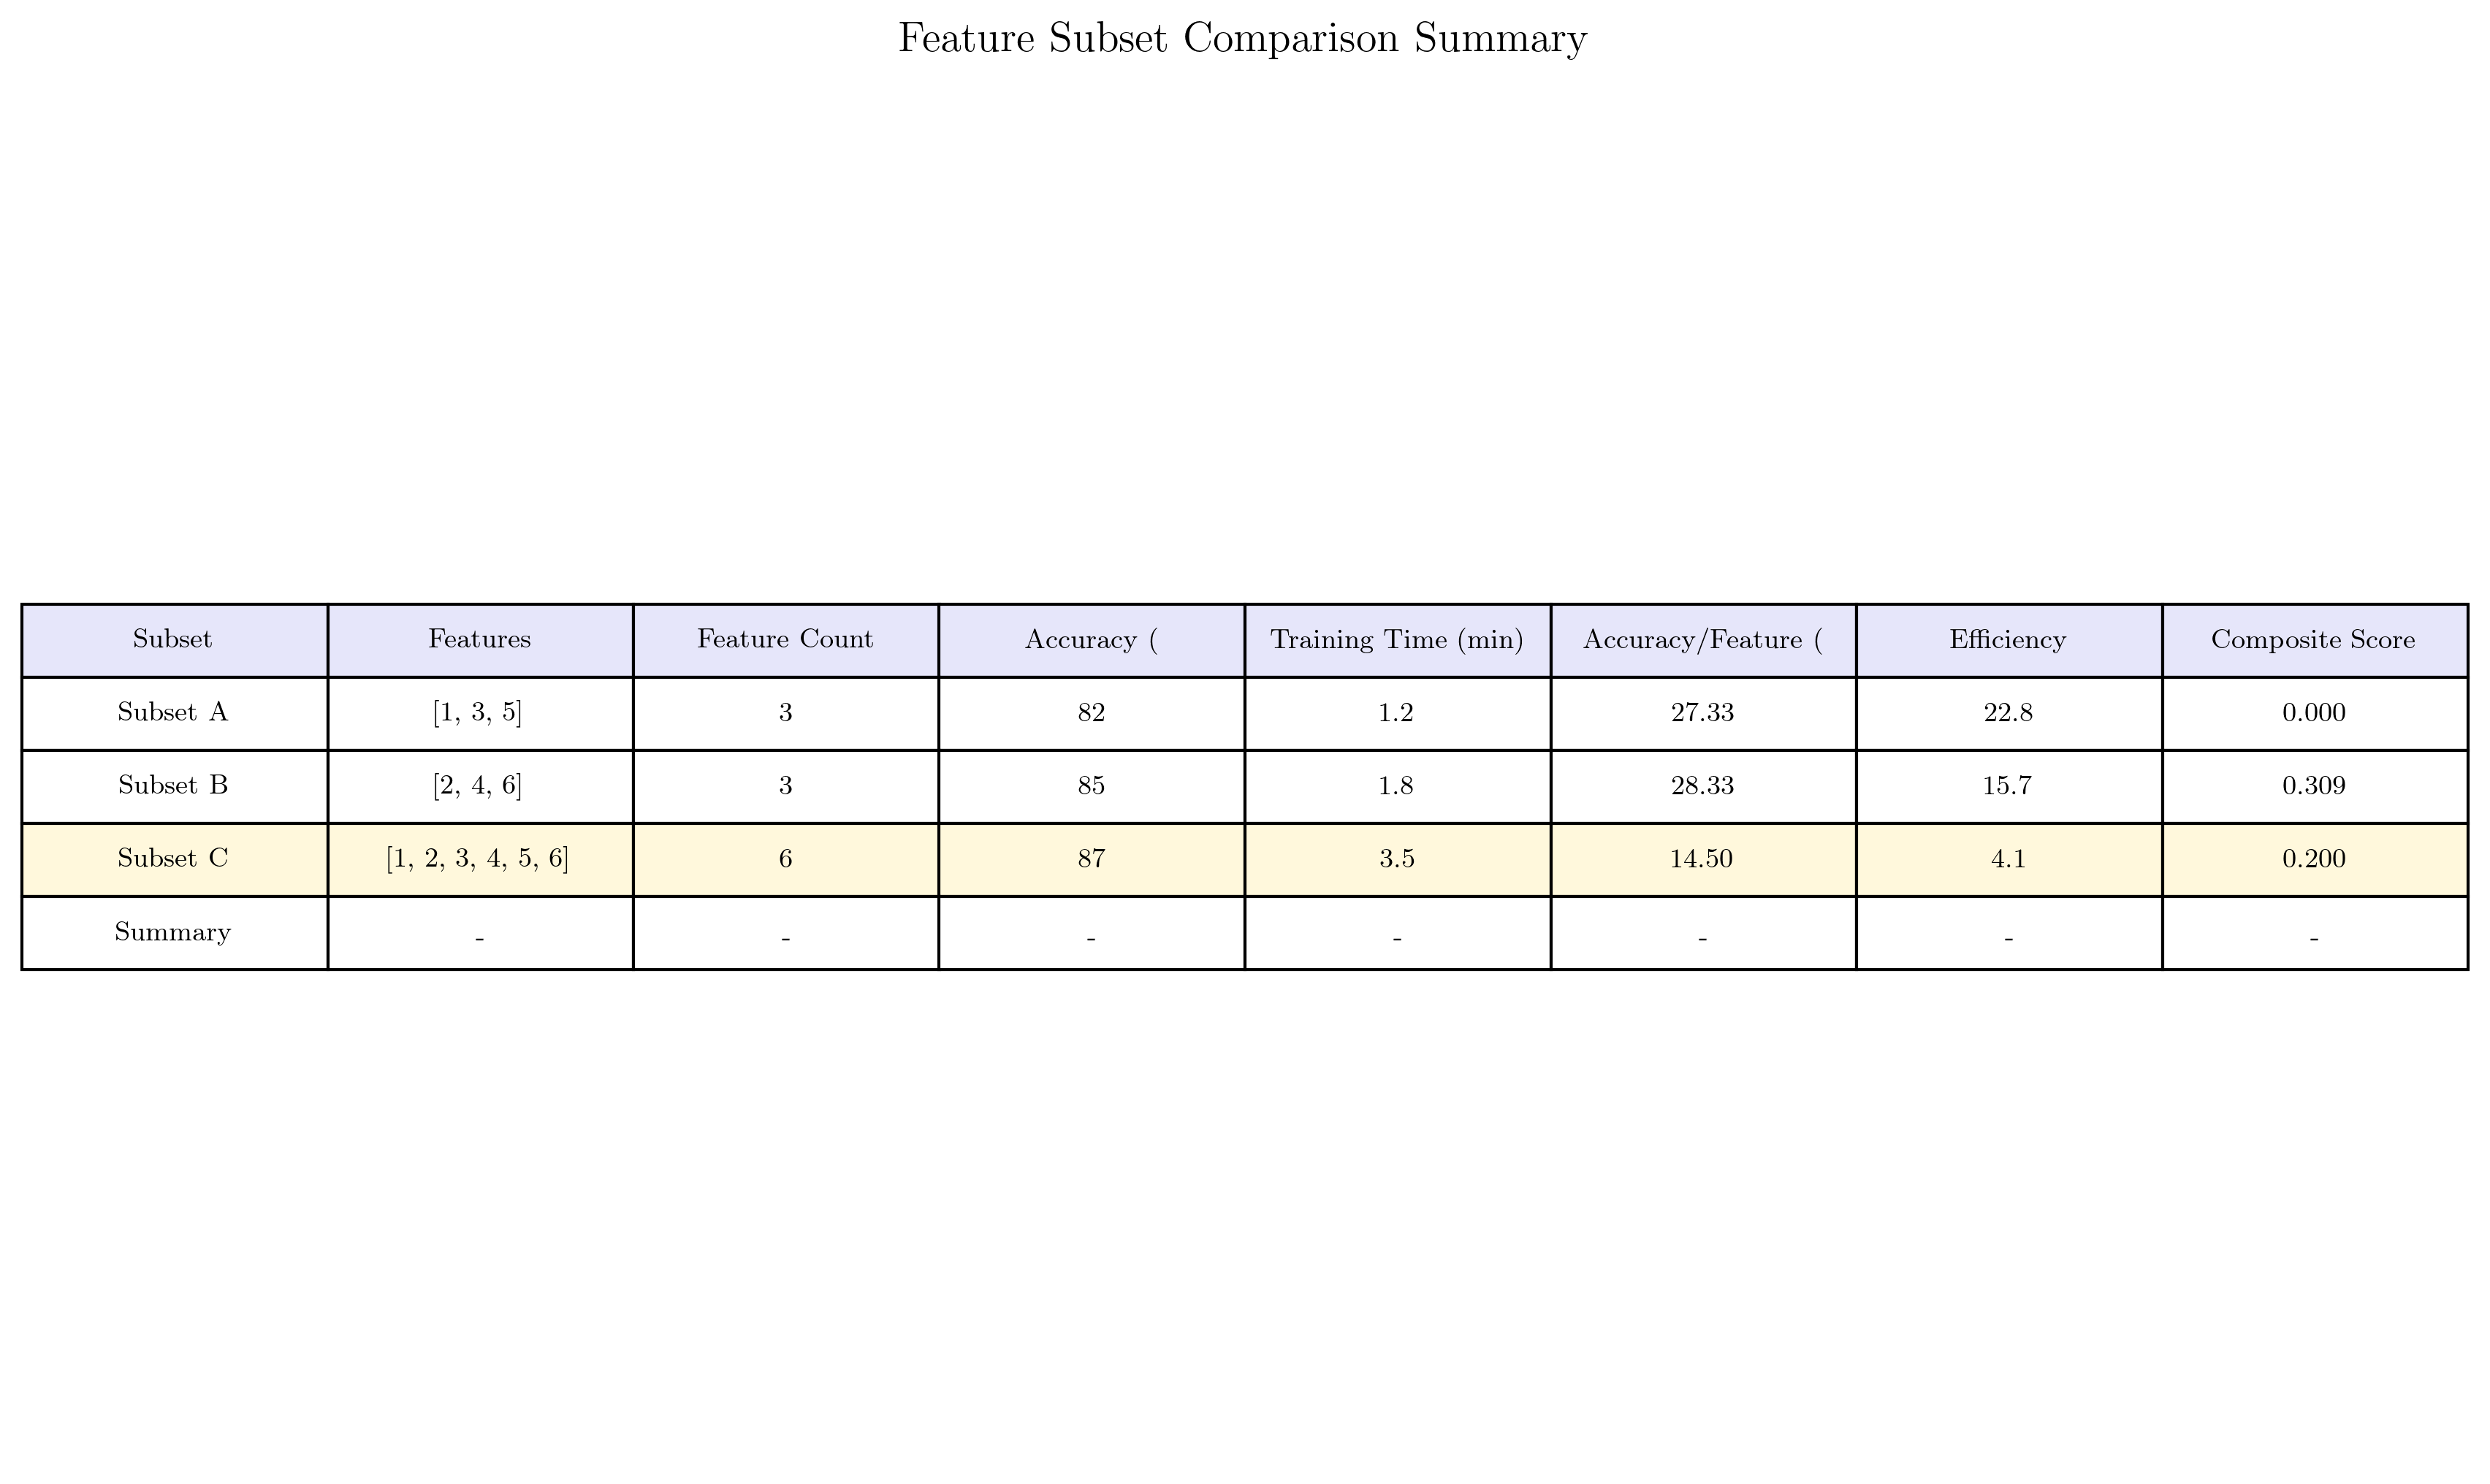 Feature Subset Comparison Summary
Subset Features Feature Count Accuracy ( Training Time (min) Accuracy/Feature ( Efficiency Composite Score
Subset A [1, 3, 5] 3 82 1.2 27.33 22.8 0.000
Subset B [2, 4, 6] 3 85 1.8 28.33 15.7 0.309
Subset C [1, 2, 3, 4, 5, 6] 6 87 3.5 14.50 4.1 0.200
Summary - - - - - - -